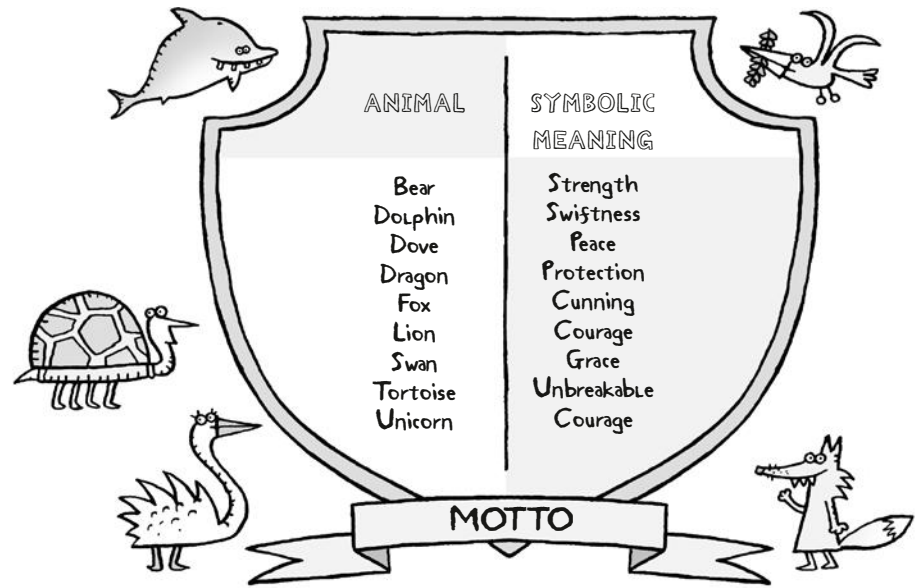 ANIMAL SYMBOLIC
MEANING
Bear Strength
Dolphin Swiftness
Dove Peace
Dragon Protection
Fox Cunning
Lion Courage
Swan Grace
Tortoise Unbreakable
Unicorn Courage
MOTTO